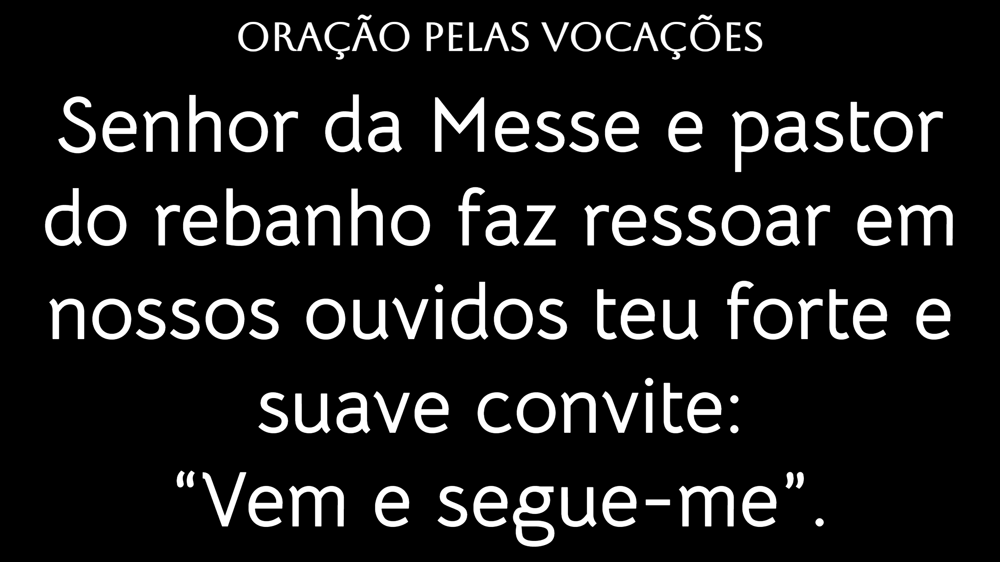 ORAÇÃO PELAS VOCAÇÕES
Senhor da Messe e pastor
do rebanho faz ressoar em
nossos ouvidos teu forte e
suave convite:
“Vem e segue-me”.